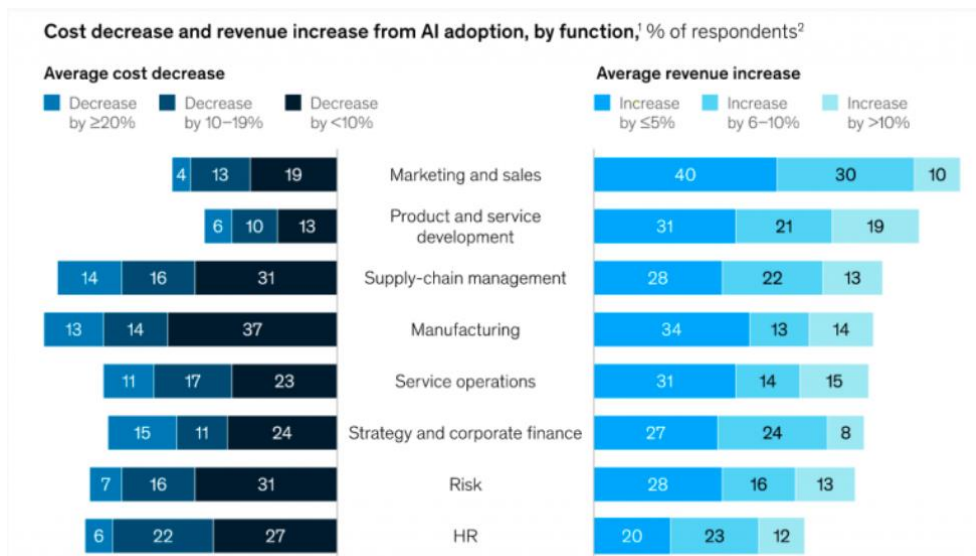 Cost decrease and revenue increase from AI adoption, by function,¹ % of respondents²
Average cost decrease
Average revenue increase
Decrease by ≥20%
Decrease by 10–19%
Decrease by <10%
Increase by ≤5%
Increase by 6–10%
Increase by >10%
4 13 19 Marketing and sales 40 30 10
6 10 13 Product and service development 31 21 19
14 16 31 Supply-chain management 28 22 13
13 14 37 Manufacturing 34 13 14
11 17 23 Service operations 31 14 15
15 11 24 Strategy and corporate finance 27 24 8
7 16 31 Risk 28 16 13
6 22 27 HR 20 23 12